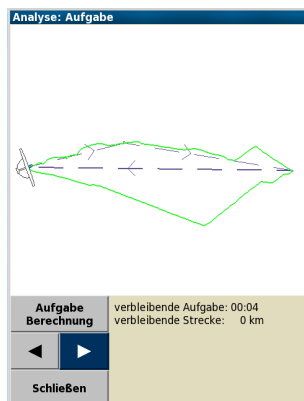 Analyse: Aufgabe
Aufgabe
Berechnung
verbleibende Aufgabe: 00:04
verbleibende Strecke: 0 km
Schließen